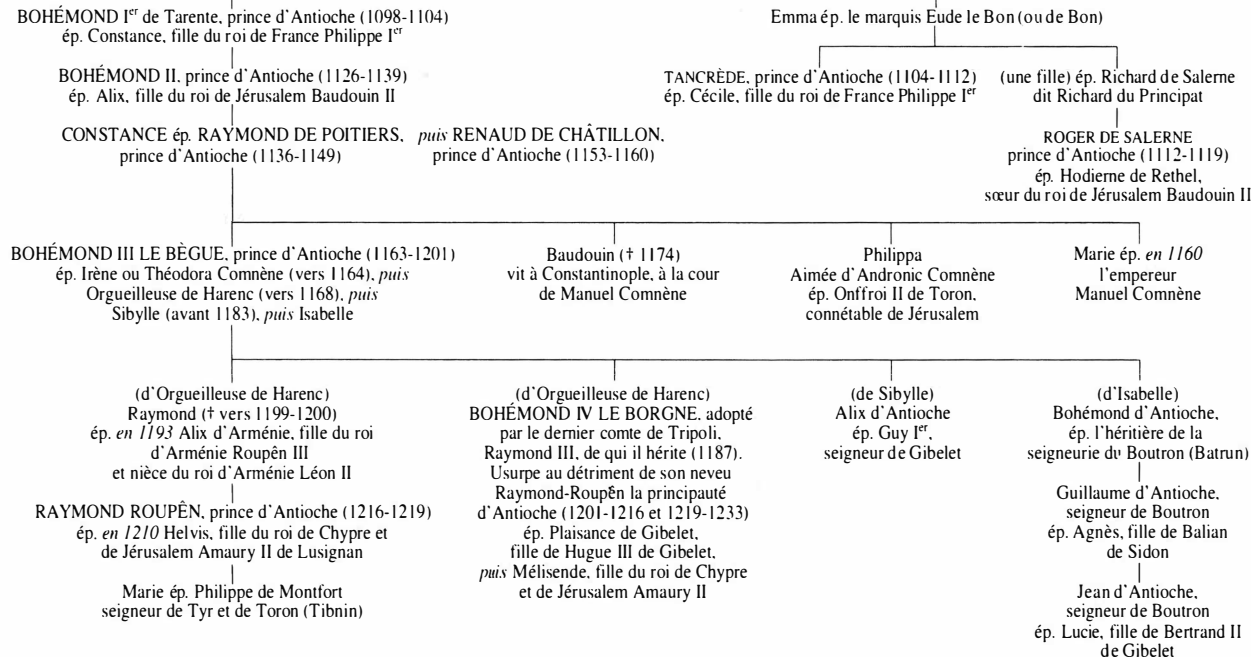 BOHÉMOND Ier de Tarente, prince d'Antioche (1098-1104)
ép. Constance, fille du roi de France Philippe Ier
Emma ép. le marquis Eude le Bon (ou de Bon)
BOHÉMOND II, prince d'Antioche (1126-1139)
ép. Alix, fille du roi de Jérusalem Baudouin II
TANCRÈDE, prince d'Antioche (1104-1112)
ép. Cécile, fille du roi de France Philippe Ier
(une fille) ép. Richard de Salerne
dit Richard du Principat
CONSTANCE ép. RAYMOND DE POITIERS,
prince d'Antioche (1136-1149)
puis RENAUD DE CHÂTILLON,
prince d'Antioche (1153-1160)
ROGER DE SALERNE
prince d'Antioche (1112-1119)
ép. Hodierne de Rethel,
sœur du roi de Jérusalem Baudouin II
BOHÉMOND III LE BÈGUE, prince d'Antioche (1163-1201)
ép. Irène ou Théodora Comnène (vers 1164), puis
Orgueilleuse de Harenc (vers 1168), puis
Sibylle (avant 1183), puis Isabelle
Baudouin († 1174)
vit à Constantinople, à la cour
de Manuel Comnène
Philippa
Aimée d'Andronic Comnène
ép. Onffroi II de Toron,
connétable de Jérusalem
Marie ép. en 1160
l'empereur
Manuel Comnène
(d'Orgueilleuse de Harenc)
Raymond († vers 1199-1200)
ép. en 1193 Alix d'Arménie, fille du roi
d'Arménie Roupên III
et nièce du roi d'Arménie Léon II
RAYMOND ROUPÊN, prince d'Antioche (1216-1219)
ép. en 1210 Helvis, fille du roi de Chypre et
de Jérusalem Amaury II de Lusignan
Marie ép. Philippe de Montfort
seigneur de Tyr et de Toron (Tibnin)
(d'Orgueilleuse de Harenc)
BOHÉMOND IV LE BORGNE. adopté
par le dernier comte de Tripoli,
Raymond III, de qui il hérite (1187).
Usurpe au détriment de son neveu
Raymond-Roupên la principauté
d'Antioche (1201-1216 et 1219-1233)
ép. Plaisance de Gibelet,
fille de Hugue III de Gibelet,
puis Mélisende, fille du roi de Chypre
et de Jérusalem Amaury II
(de Sibylle)
Alix d'Antioche
ép. Guy Ier,
seigneur de Gibelet
(d'Isabelle)
Bohémond d'Antioche,
ép. l'héritière de la
seigneurie du Boutron (Batrun)
Guillaume d'Antioche,
seigneur de Boutron
ép. Agnès, fille de Balian
de Sidon
Jean d'Antioche,
seigneur de Boutron
ép. Lucie, fille de Bertrand II
de Gibelet